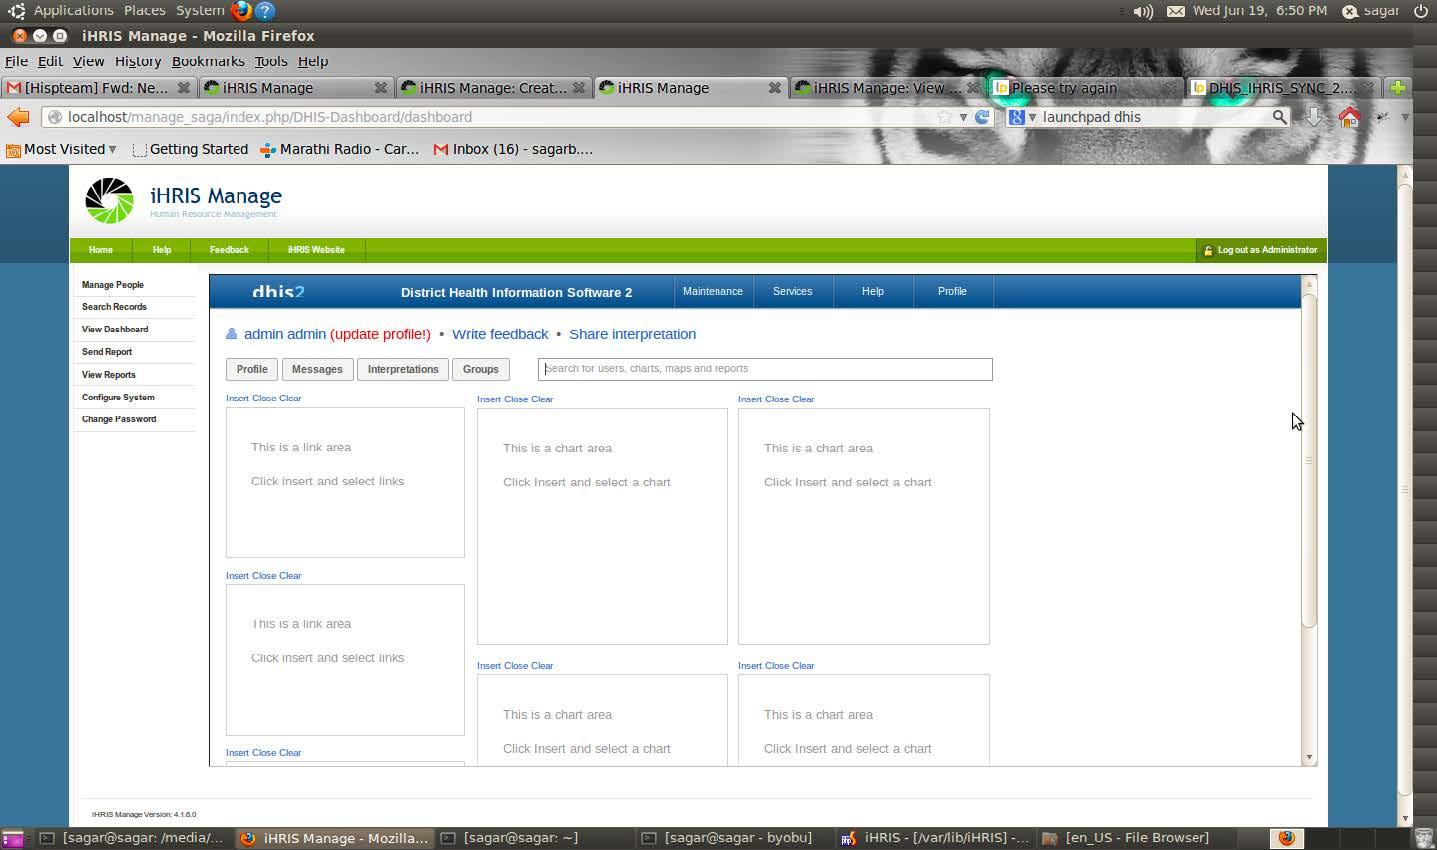 Applications Places System Wed Jun 19, 6:50 PM sagar
iHRIS Manage - Mozilla Firefox
File Edit View History Bookmarks Tools Help
[Hispteam] Fwd: Ne... iHRIS Manage iHRIS Manage: Creat... iHRIS Manage iHRIS Manage: View ... Please try again DHIS_IHRIS_SYNC_2....
localhost/manage_saga/index.php/DHIS-Dashboard/dashboard launchpad dhis
Most Visited Getting Started Marathi Radio - Car... Inbox (16) - sagarb....
iHRIS Manage
Human Resource Management
Home Help Feedback iHRIS Website Log out as Administrator
Manage People
Search Records
View Dashboard
Send Report
View Reports
Configure System
Change Password
dhis2 District Health Information Software 2 Maintenance Services Help Profile
admin admin (update profile!) • Write feedback • Share interpretation
Profile Messages Interpretations Groups Search for users, charts, maps and reports
Insert Close Clear Insert Close Clear Insert Close Clear
This is a link area This is a chart area This is a chart area
Click insert and select links Click Insert and select a chart Click Insert and select a chart
Insert Close Clear
This is a link area
Click insert and select links
Insert Close Clear Insert Close Clear
This is a chart area This is a chart area
Click Insert and select a chart Click Insert and select a chart
Insert Close Clear
iHRIS Manage Version: 4.1.6.0
[sagar@sagar: /media/... iHRIS Manage - Mozilla... [sagar@sagar: ~] [sagar@sagar - byobu] iHRIS - [/var/lib/iHRIS] -... [en_US - File Browser]